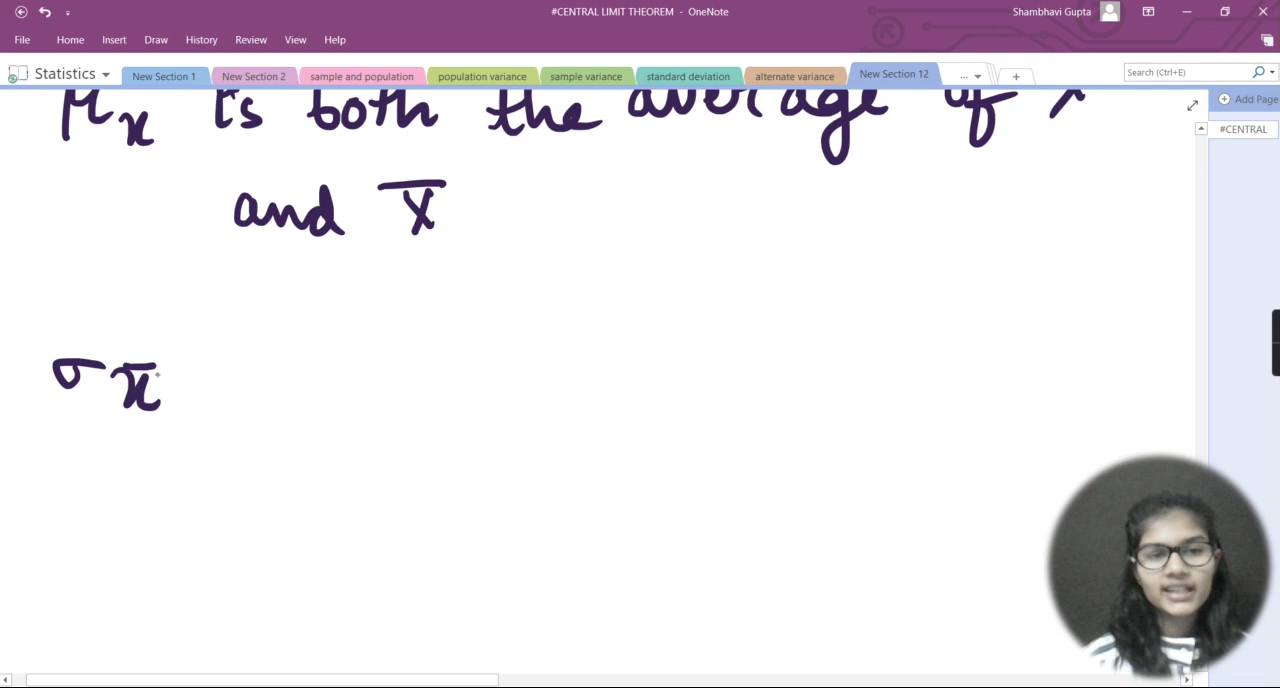 #CENTRAL LIMIT THEOREM - OneNote
Shambhavi Gupta
File Home Insert Draw History Review View Help
Statistics New Section 1 New Section 2 sample and population population variance sample variance standard deviation alternate variance New Section 12 ... + Search (Ctrl+E)
Add Page
#CENTRAL
μx is both the average of x
and X̅
σx̅